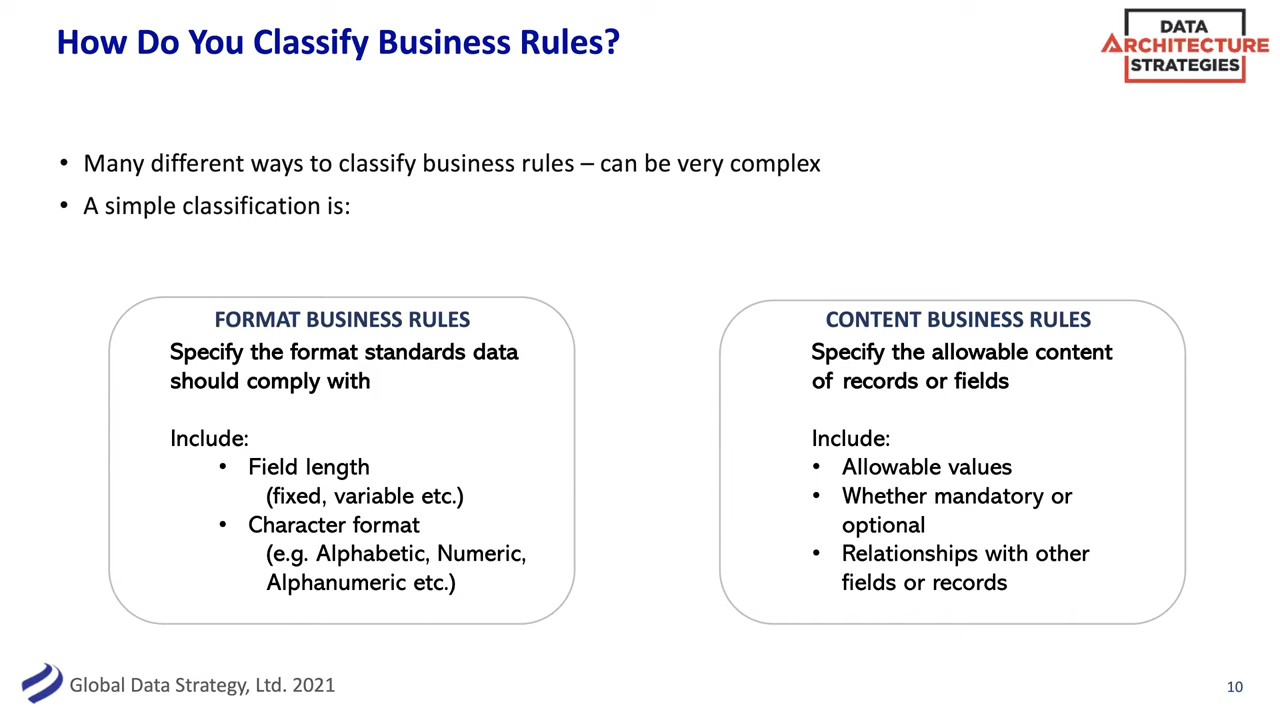 How Do You Classify Business Rules?
DATA
ARCHITECTURE
STRATEGIES
• Many different ways to classify business rules – can be very complex
• A simple classification is:
FORMAT BUSINESS RULES
Specify the format standards data
should comply with
Include:
• Field length
(fixed, variable etc.)
• Character format
(e.g. Alphabetic, Numeric,
Alphanumeric etc.)
CONTENT BUSINESS RULES
Specify the allowable content
of records or fields
Include:
• Allowable values
• Whether mandatory or
optional
• Relationships with other
fields or records
Global Data Strategy, Ltd. 2021
10